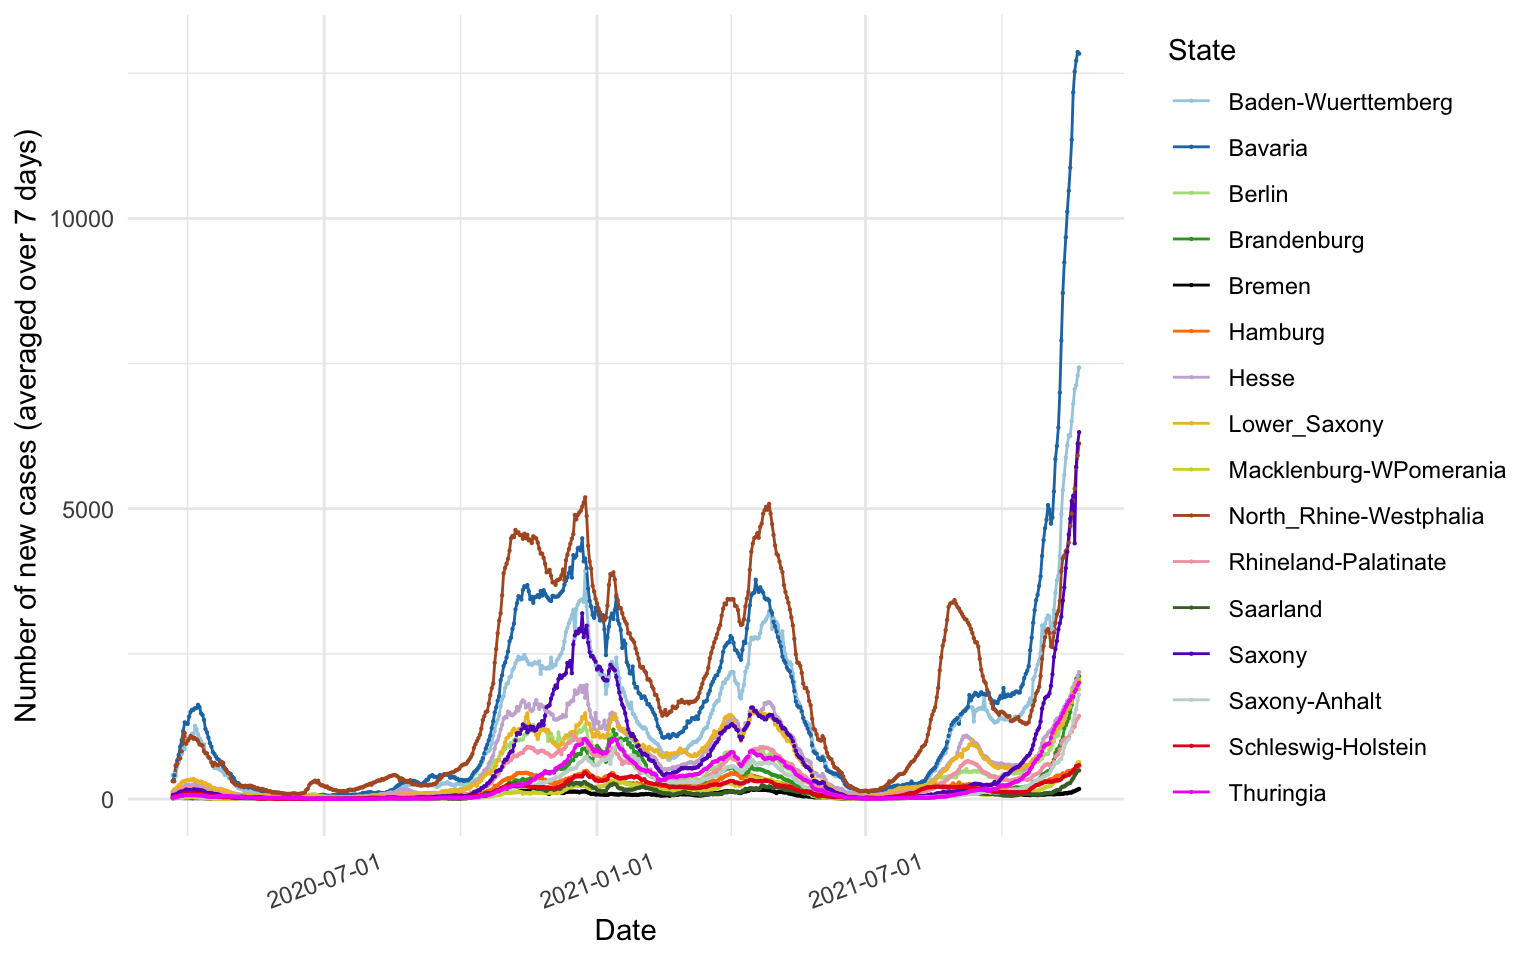 Number of new cases (averaged over 7 days)
10000
5000
0
2020-07-01
2021-01-01
2021-07-01
Date
State
Baden-Wuerttemberg
Bavaria
Berlin
Brandenburg
Bremen
Hamburg
Hesse
Lower_Saxony
Macklenburg-WPomerania
North_Rhine-Westphalia
Rhineland-Palatinate
Saarland
Saxony
Saxony-Anhalt
Schleswig-Holstein
Thuringia